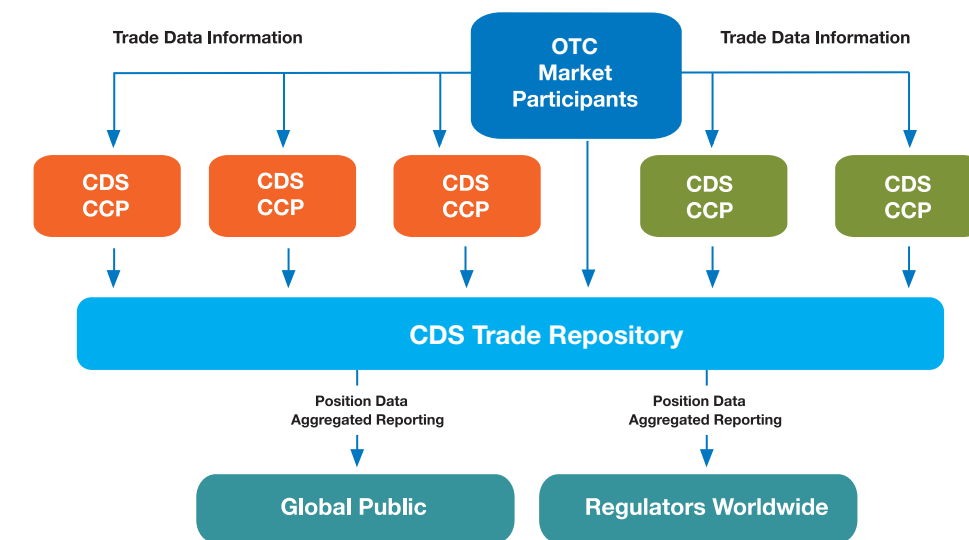 Trade Data Information
OTC
Market
Participants
Trade Data Information
CDS
CCP
CDS
CCP
CDS
CCP
CDS
CCP
CDS
CCP
CDS Trade Repository
Position Data
Aggregated Reporting
Position Data
Aggregated Reporting
Global Public
Regulators Worldwide